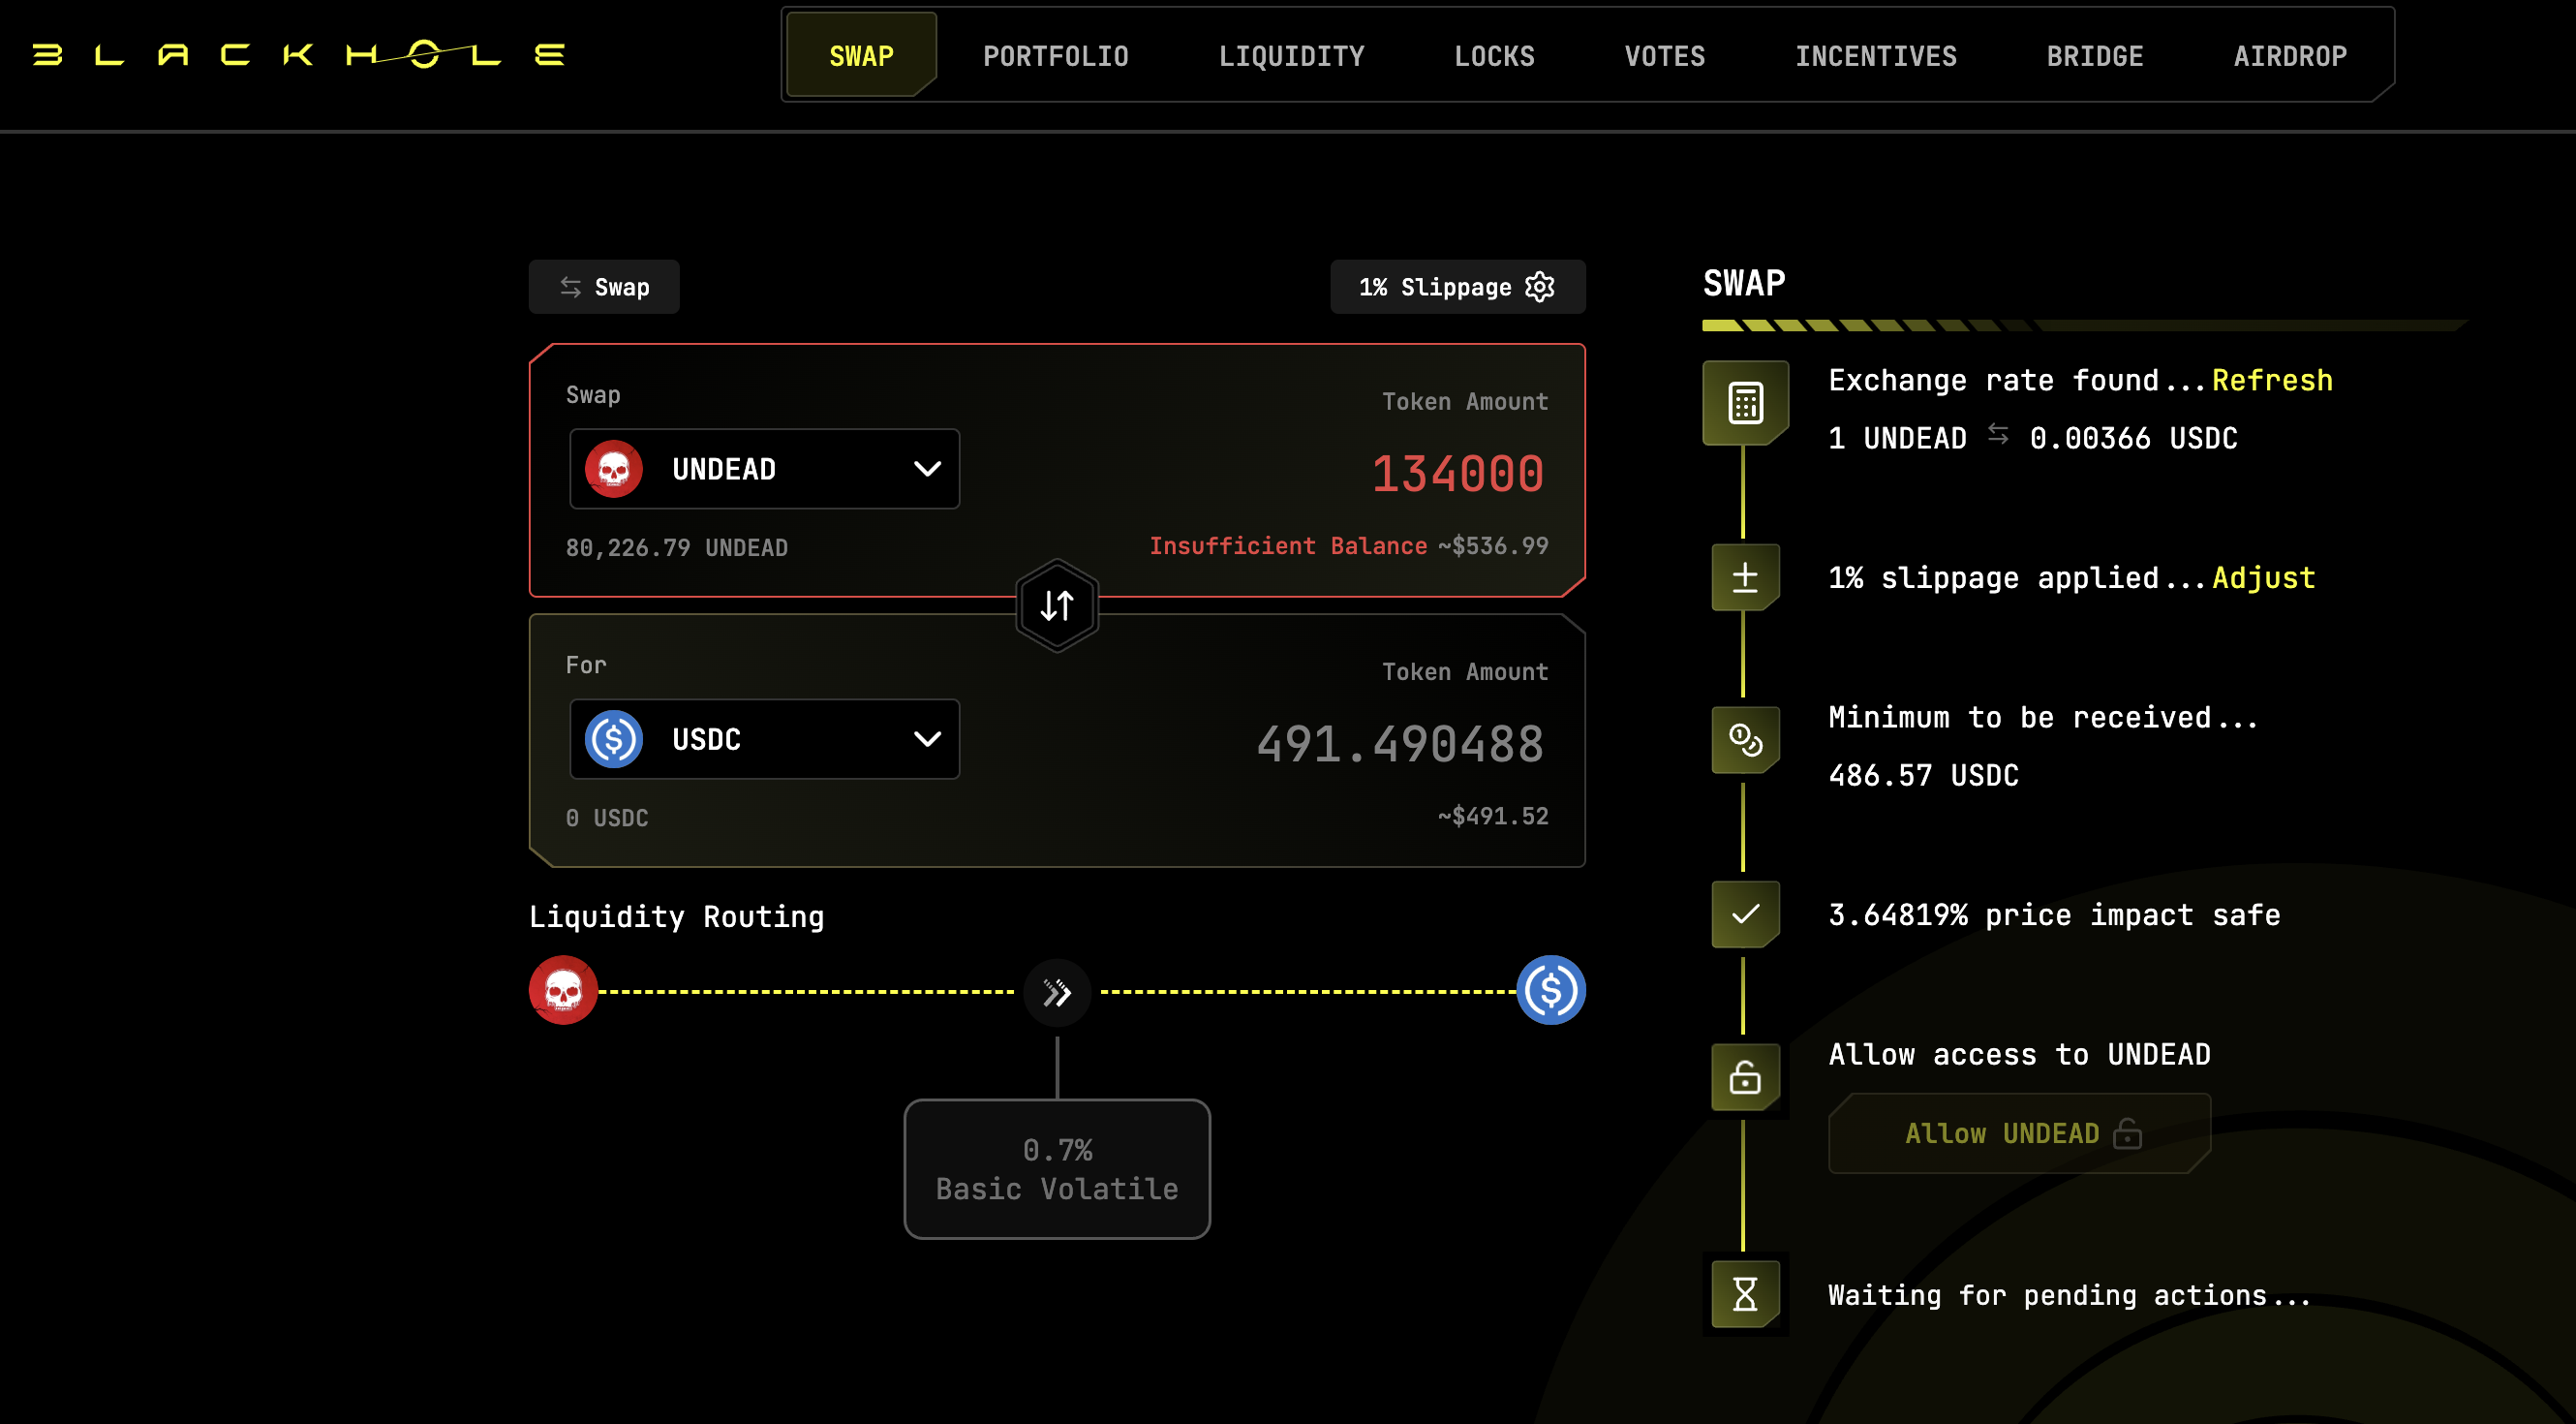 BLACKHOLE
SWAP PORTFOLIO LIQUIDITY LOCKS VOTES INCENTIVES BRIDGE AIRDROP
Swap
1% Slippage
Swap
Token Amount
UNDEAD
134000
80,226.79 UNDEAD
Insufficient Balance ~$536.99
For
Token Amount
USDC
491.490488
0 USDC
~$491.52
Liquidity Routing
0.7%
Basic Volatile
SWAP
Exchange rate found...Refresh
1 UNDEAD ⇆ 0.00366 USDC
1% slippage applied...Adjust
Minimum to be received...
486.57 USDC
3.64819% price impact safe
Allow access to UNDEAD
Allow UNDEAD
Waiting for pending actions...